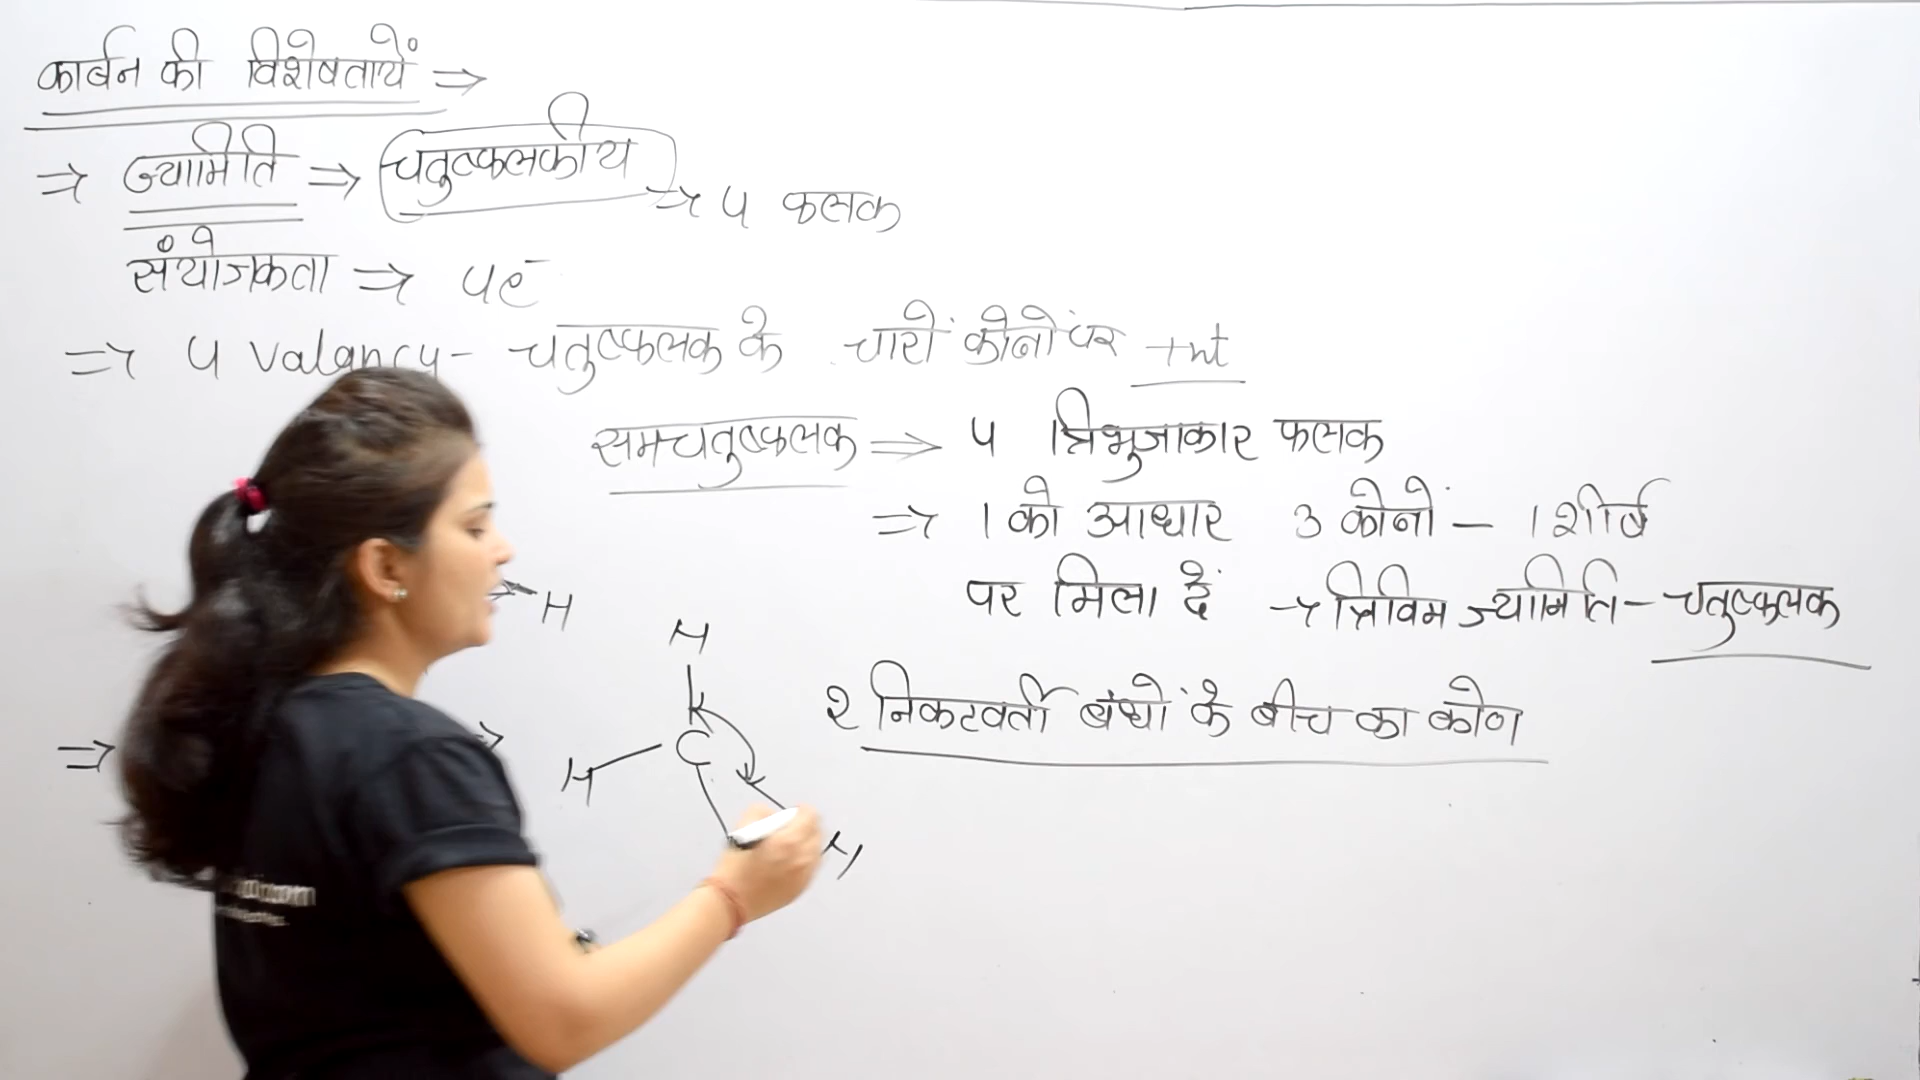 कार्बन की विशेषतायें ⇒
⇒ ज्यामिति ⇒ चतुष्फलकीय → 4 फलक
संयोजकता ⇒ 4e⁻
⇒ 4 Valancy - चतुष्फलक के चारों कोनों पर
समचतुष्फलक ⇒ 4 त्रिभुजाकार फलक
⇒ 1 को आधार 3 कोनों – 1 शीर्ष
पर मिला दें → त्रिविम ज्यामिति – चतुष्फलक
H
H
2 निकटवर्ती बंधों के बीच का कोण
C
H
H